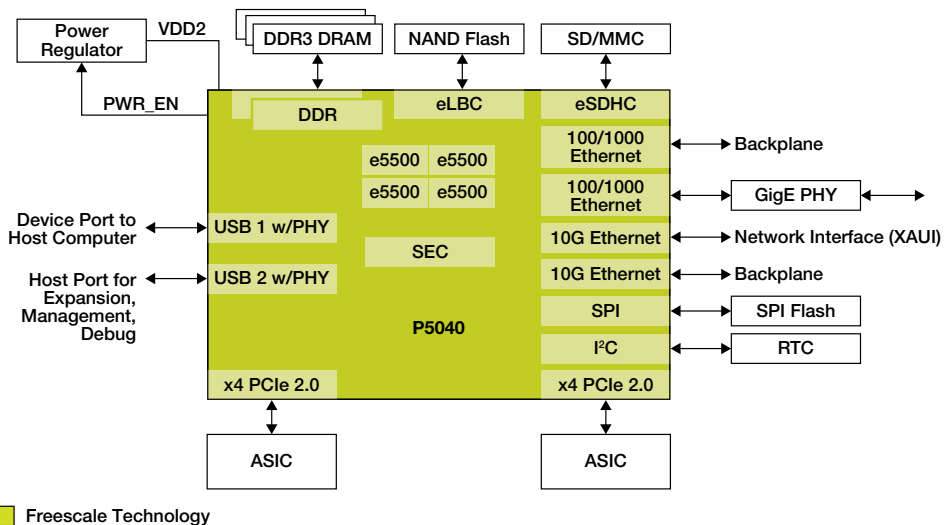 Power
Regulator
VDD2
PWR_EN
DDR3 DRAM
NAND Flash
SD/MMC
DDR
eLBC
eSDHC
100/1000
Ethernet
Backplane
e5500
e5500
e5500
e5500
100/1000
Ethernet
GigE PHY
Device Port to
Host Computer
USB 1 w/PHY
SEC
10G Ethernet
Network Interface (XAUI)
Host Port for
Expansion,
Management,
Debug
USB 2 w/PHY
10G Ethernet
Backplane
P5040
SPI
SPI Flash
I²C
RTC
x4 PCIe 2.0
x4 PCIe 2.0
ASIC
ASIC
Freescale Technology